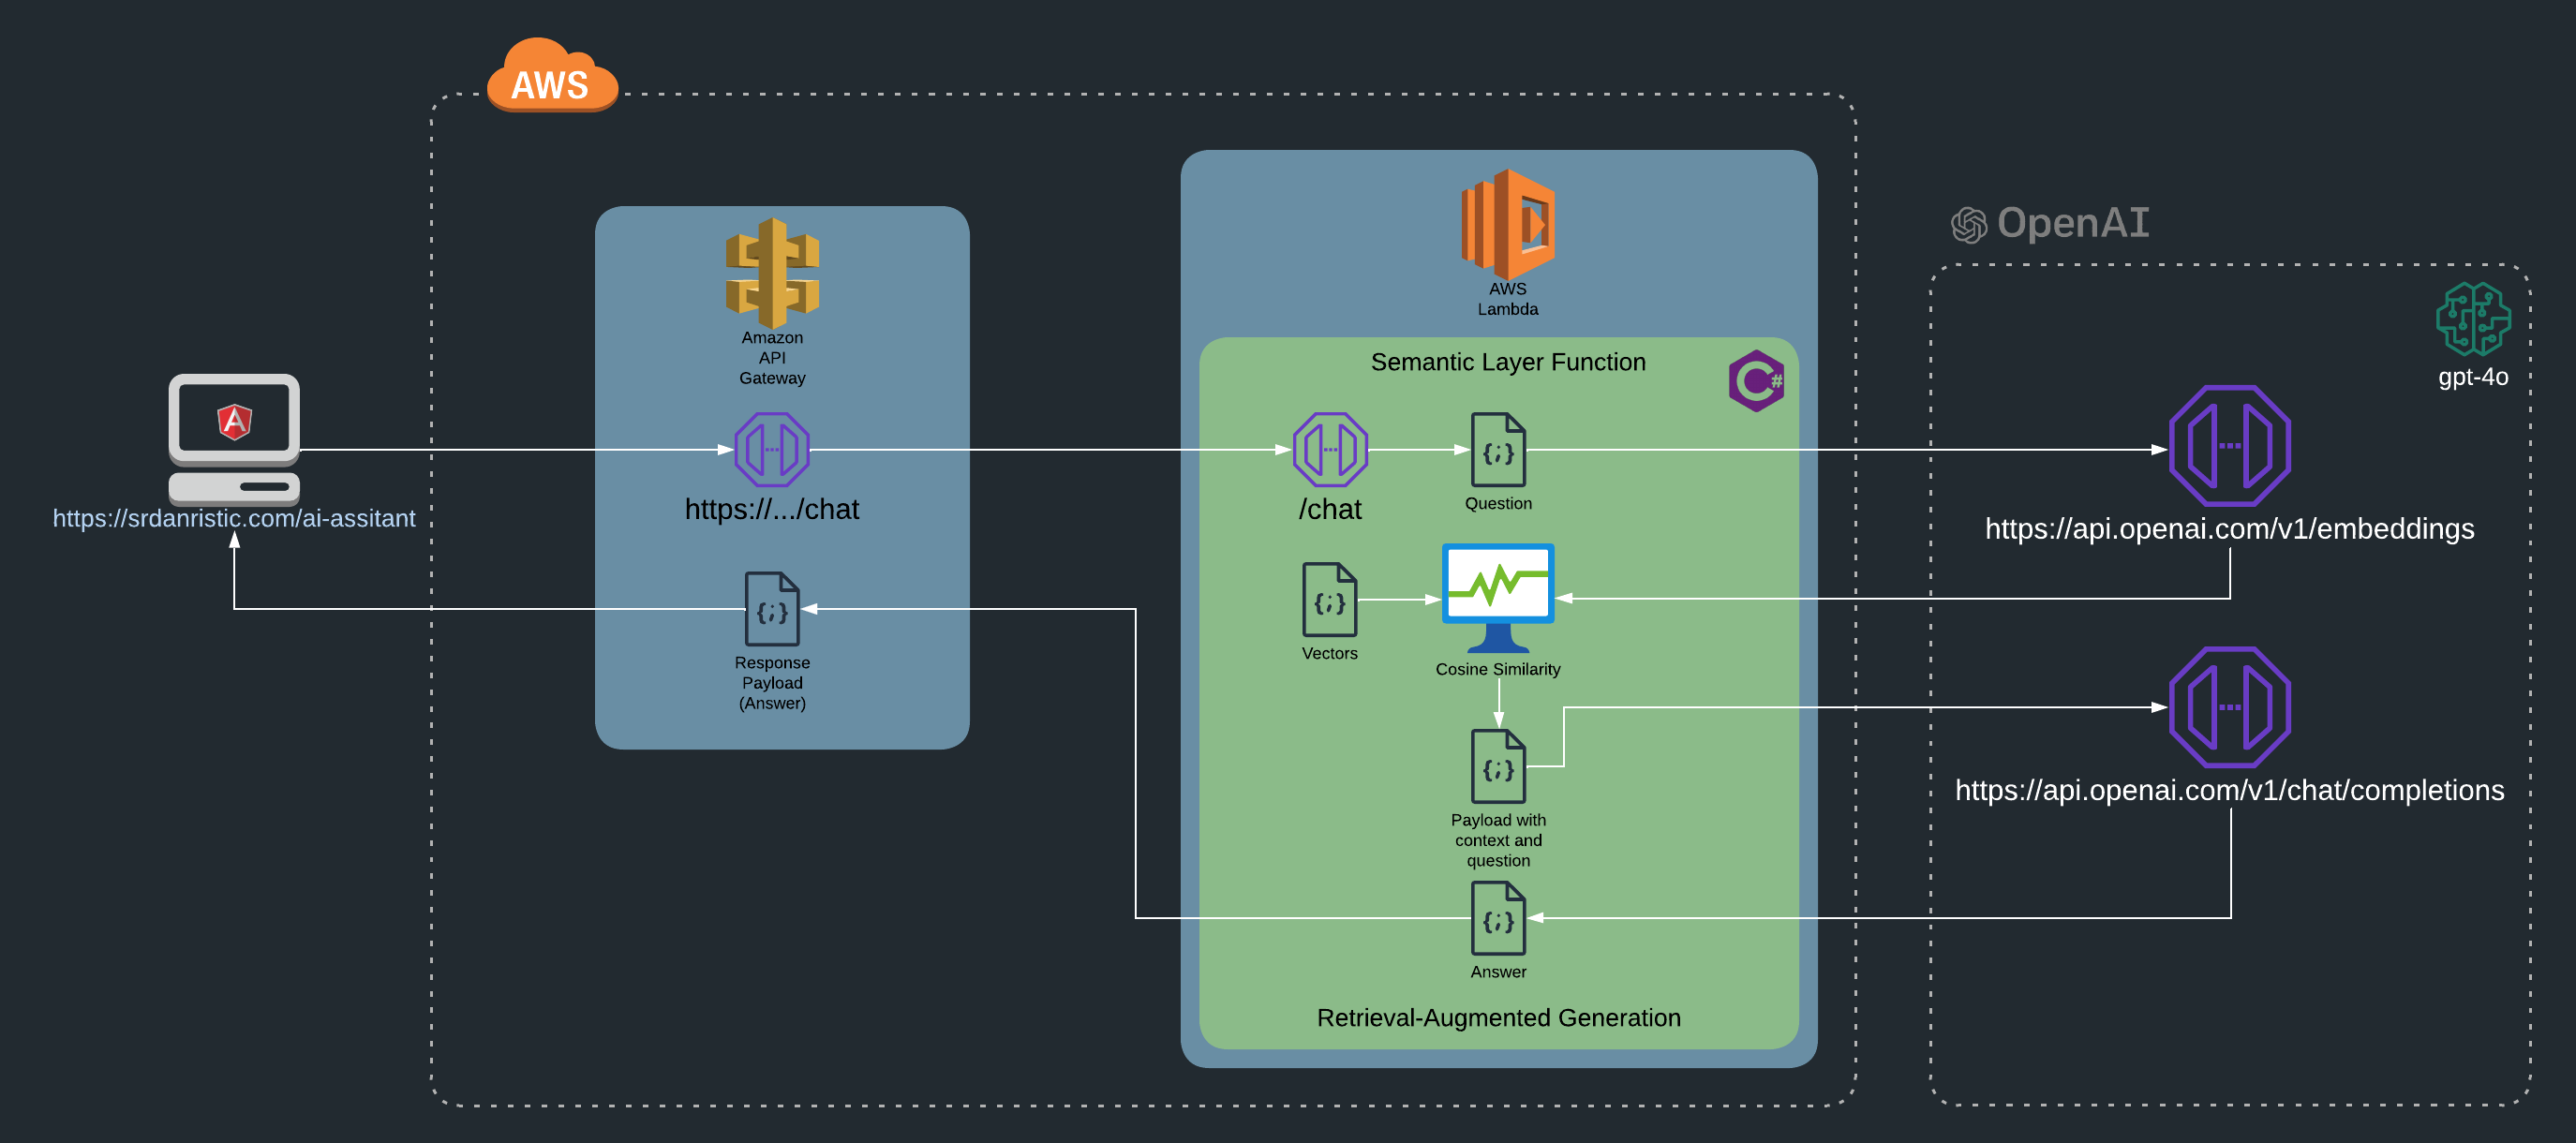 AWS
Amazon
API
Gateway
https://.../chat
Response
Payload
(Answer)
https://srdanristic.com/ai-assitant
AWS
Lambda
Semantic Layer Function
C#
/chat
{;}
Question
{;}
Vectors
Cosine Similarity
{;}
Payload with
context and
question
{;}
Answer
Retrieval-Augmented Generation
{;}
A
OpenAI
gpt-4o
https://api.openai.com/v1/embeddings
https://api.openai.com/v1/chat/completions